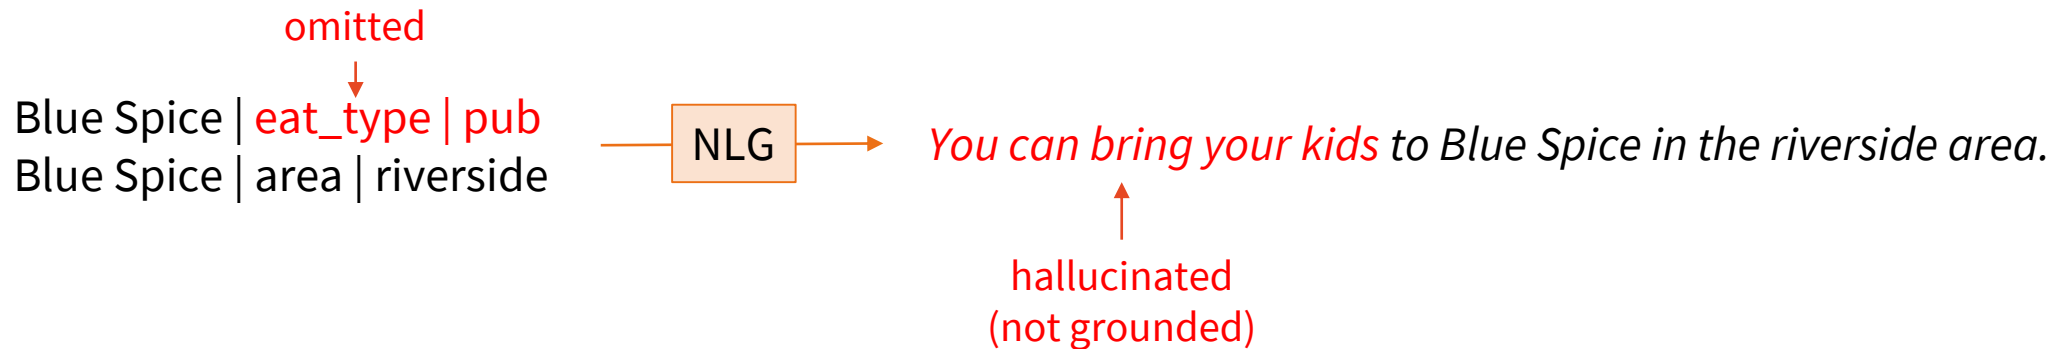 omitted
Blue Spice | eat_type | pub
Blue Spice | area | riverside
NLG
You can bring your kids to Blue Spice in the riverside area.
hallucinated
(not grounded)